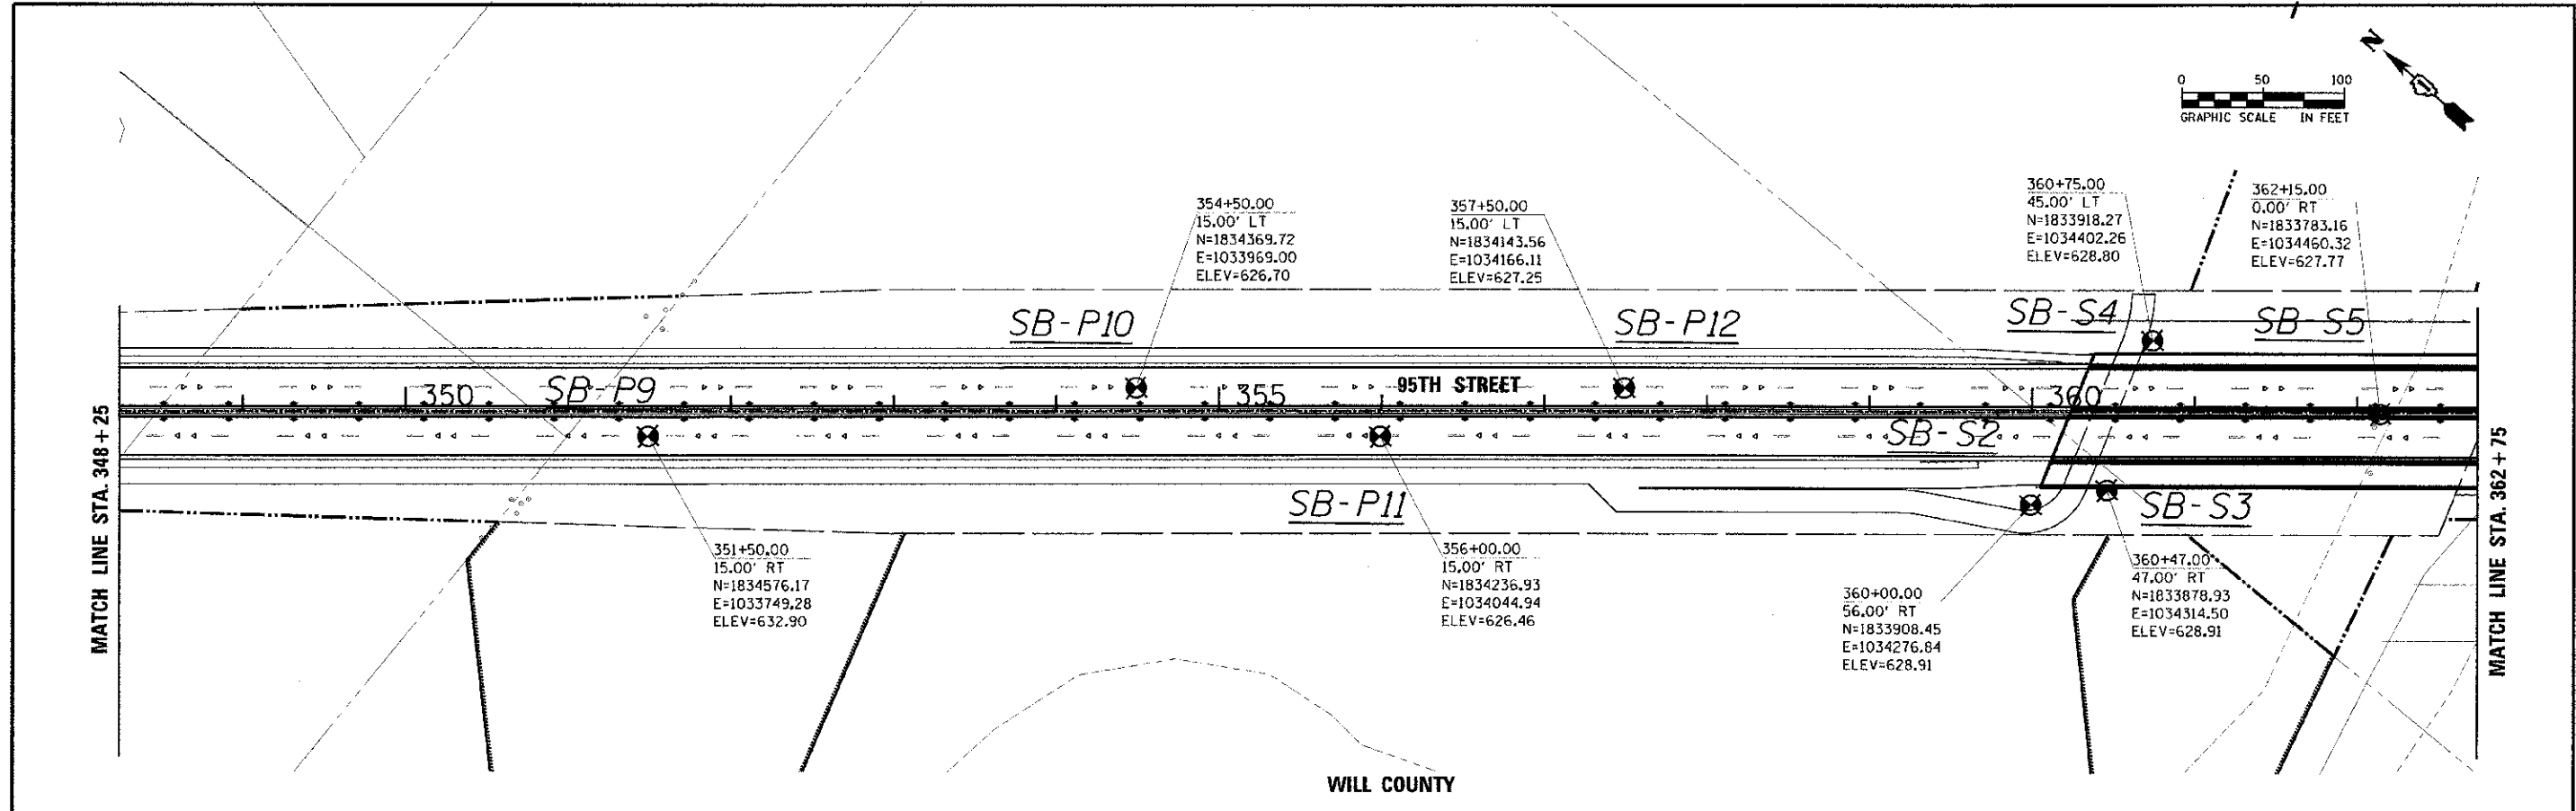 N
0 50 100
GRAPHIC SCALE IN FEET
354+50.00
15.00' LT
N=1834369.72
E=1033969.00
ELEV=626.70
357+50.00
15.00' LT
N=1834143.56
E=1034166.11
ELEV=627.25
360+75.00
45.00' LT
N=1833918.27
E=1034402.26
ELEV=628.80
362+15.00
0.00' RT
N=1833783.16
E=1034460.32
ELEV=627.77
SB-P10
SB-P12
SB-S4
SB-S5
350
SB-P9
355
95TH STREET
360
SB-S2
SB-P11
SB-S3
MATCH LINE STA. 348+25
MATCH LINE STA. 362+75
351+50.00
15.00' RT
N=1834576.17
E=1033749.28
ELEV=632.90
356+00.00
15.00' RT
N=1834236.93
E=1034044.94
ELEV=626.46
360+00.00
56.00' RT
N=1833908.45
E=1034276.84
ELEV=628.91
360+47.00
47.00' RT
N=1833878.93
E=1034314.50
ELEV=628.91
WILL COUNTY